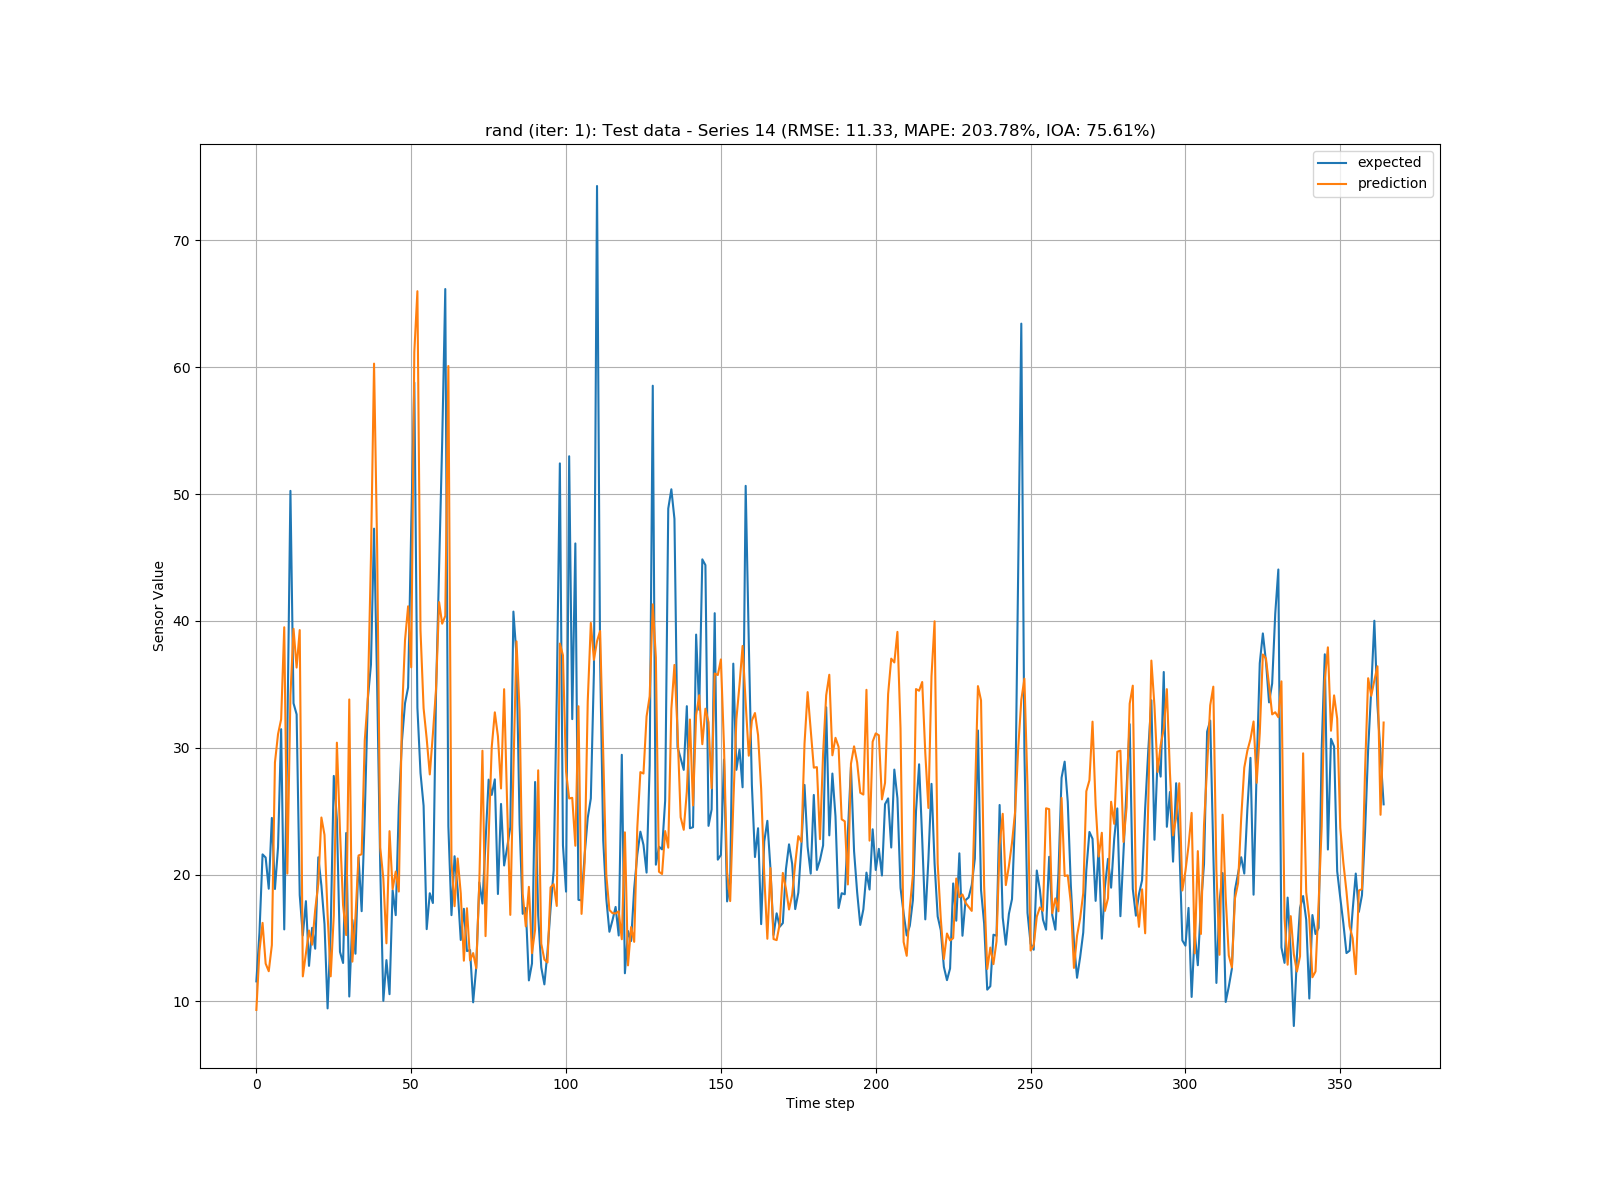 rand (iter: 1): Test data - Series 14 (RMSE: 11.33, MAPE: 203.78%, IOA: 75.61%)
expected
prediction
70
60
50
40
30
20
10
Sensor Value
0 50 100 150 200 250 300 350
Time step